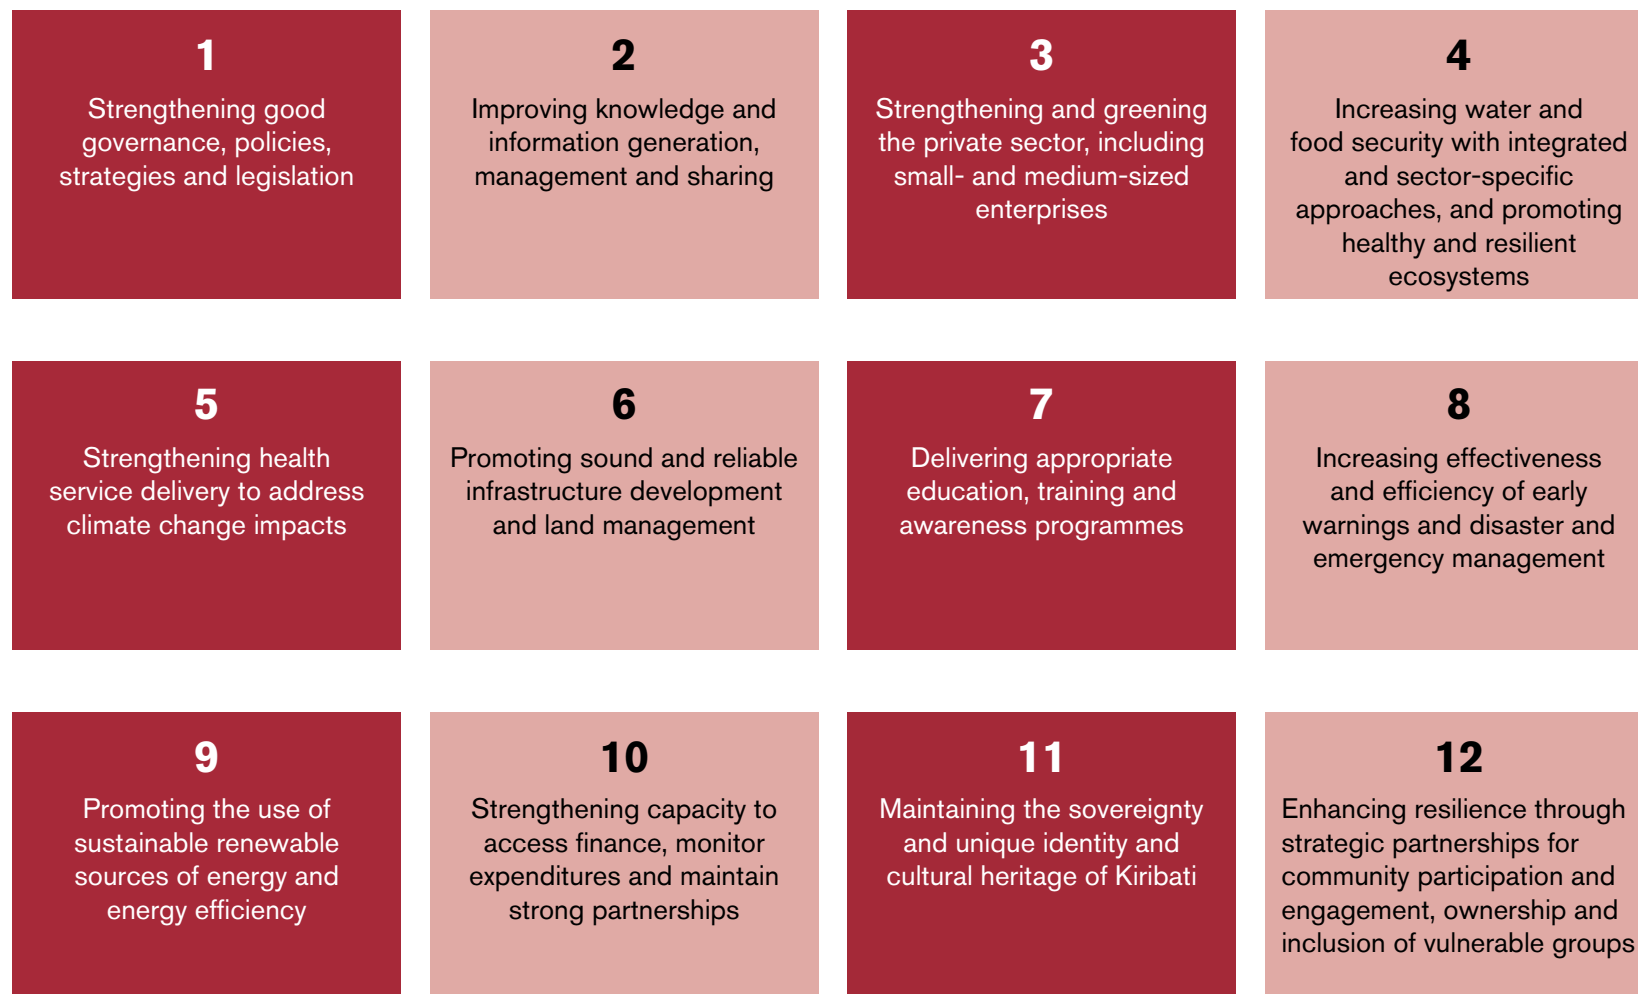 1
Strengthening good
governance, policies,
strategies and legislation
2
Improving knowledge and
information generation,
management and sharing
3
Strengthening and greening
the private sector, including
small- and medium-sized
enterprises
4
Increasing water and
food security with integrated
and sector-specific
approaches, and promoting
healthy and resilient
ecosystems
5
Strengthening health
service delivery to address
climate change impacts
6
Promoting sound and reliable
infrastructure development
and land management
7
Delivering appropriate
education, training and
awareness programmes
8
Increasing effectiveness
and efficiency of early
warnings and disaster and
emergency management
9
Promoting the use of
sustainable renewable
sources of energy and
energy efficiency
10
Strengthening capacity to
access finance, monitor
expenditures and maintain
strong partnerships
11
Maintaining the sovereignty
and unique identity and
cultural heritage of Kiribati
12
Enhancing resilience through
strategic partnerships for
community participation and
engagement, ownership and
inclusion of vulnerable groups